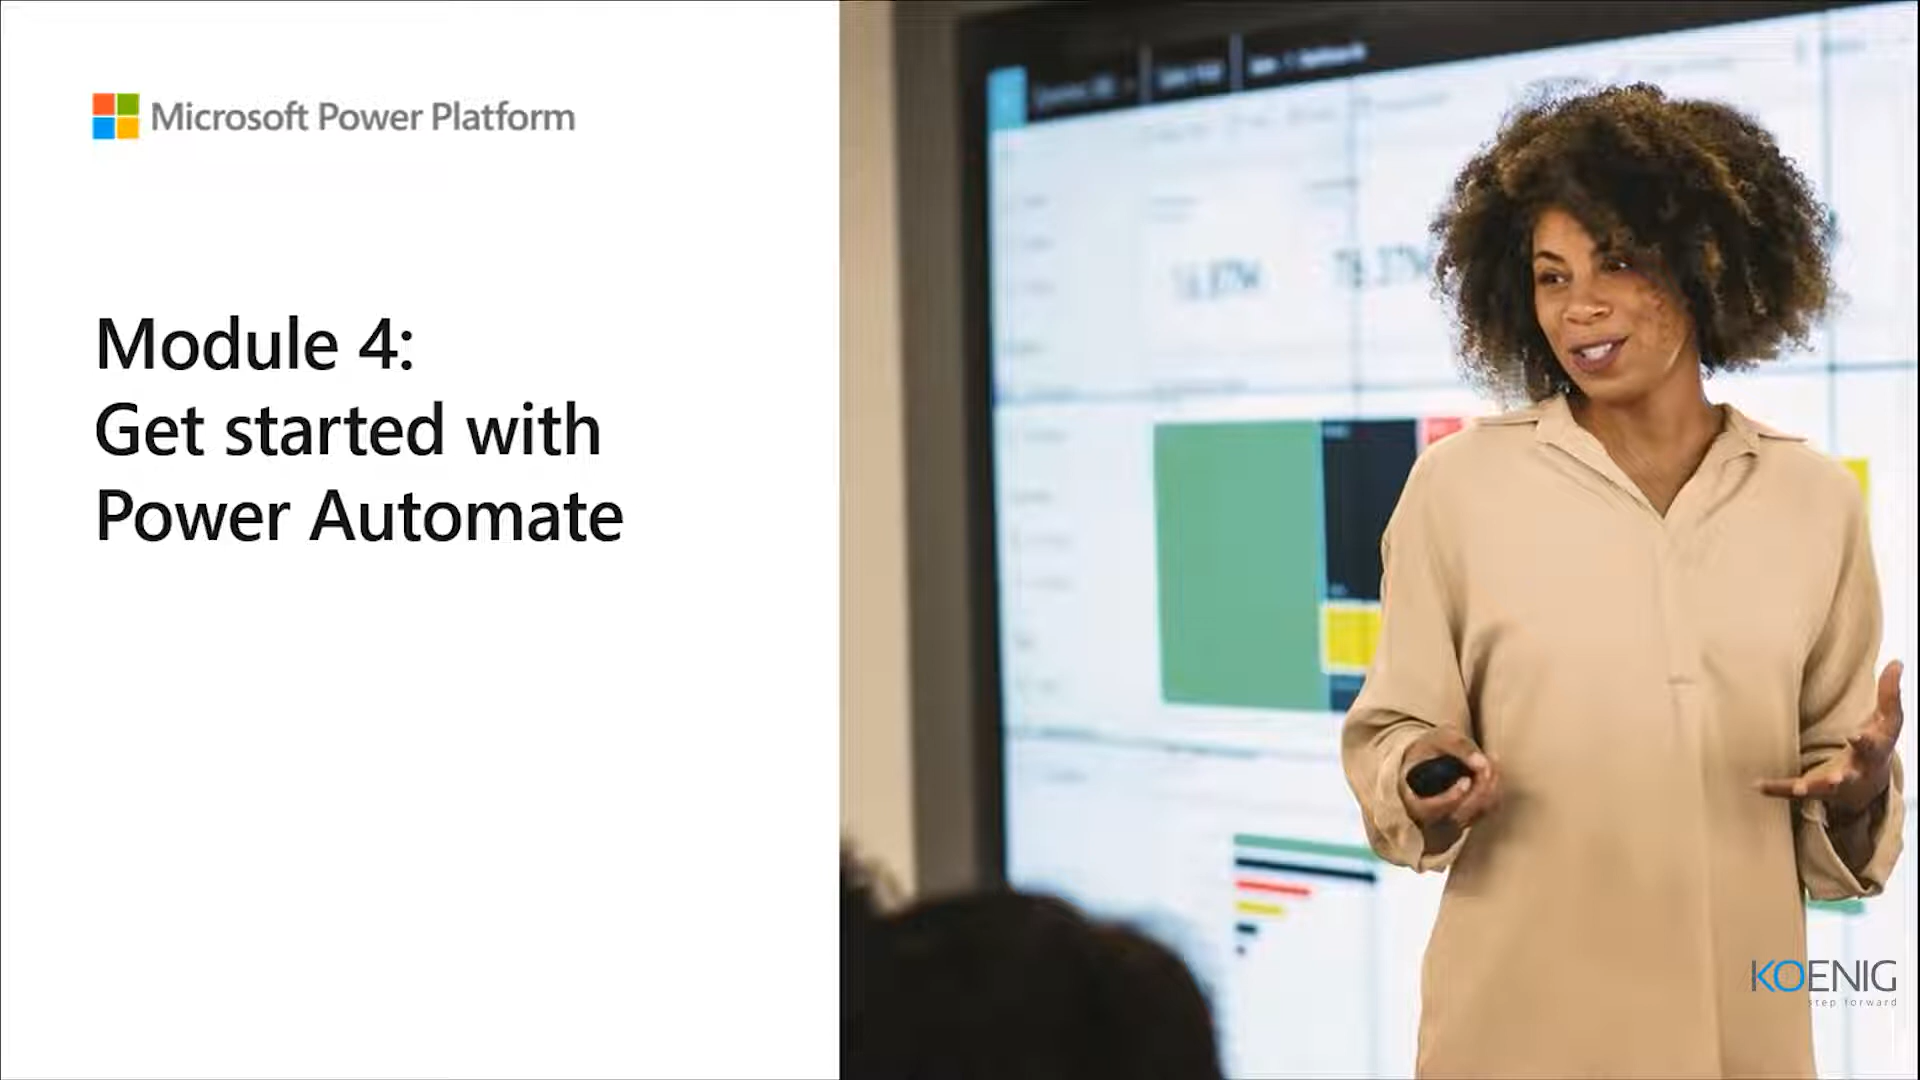 Microsoft Power Platform
Module 4:
Get started with
Power Automate
KOENIG
step forward